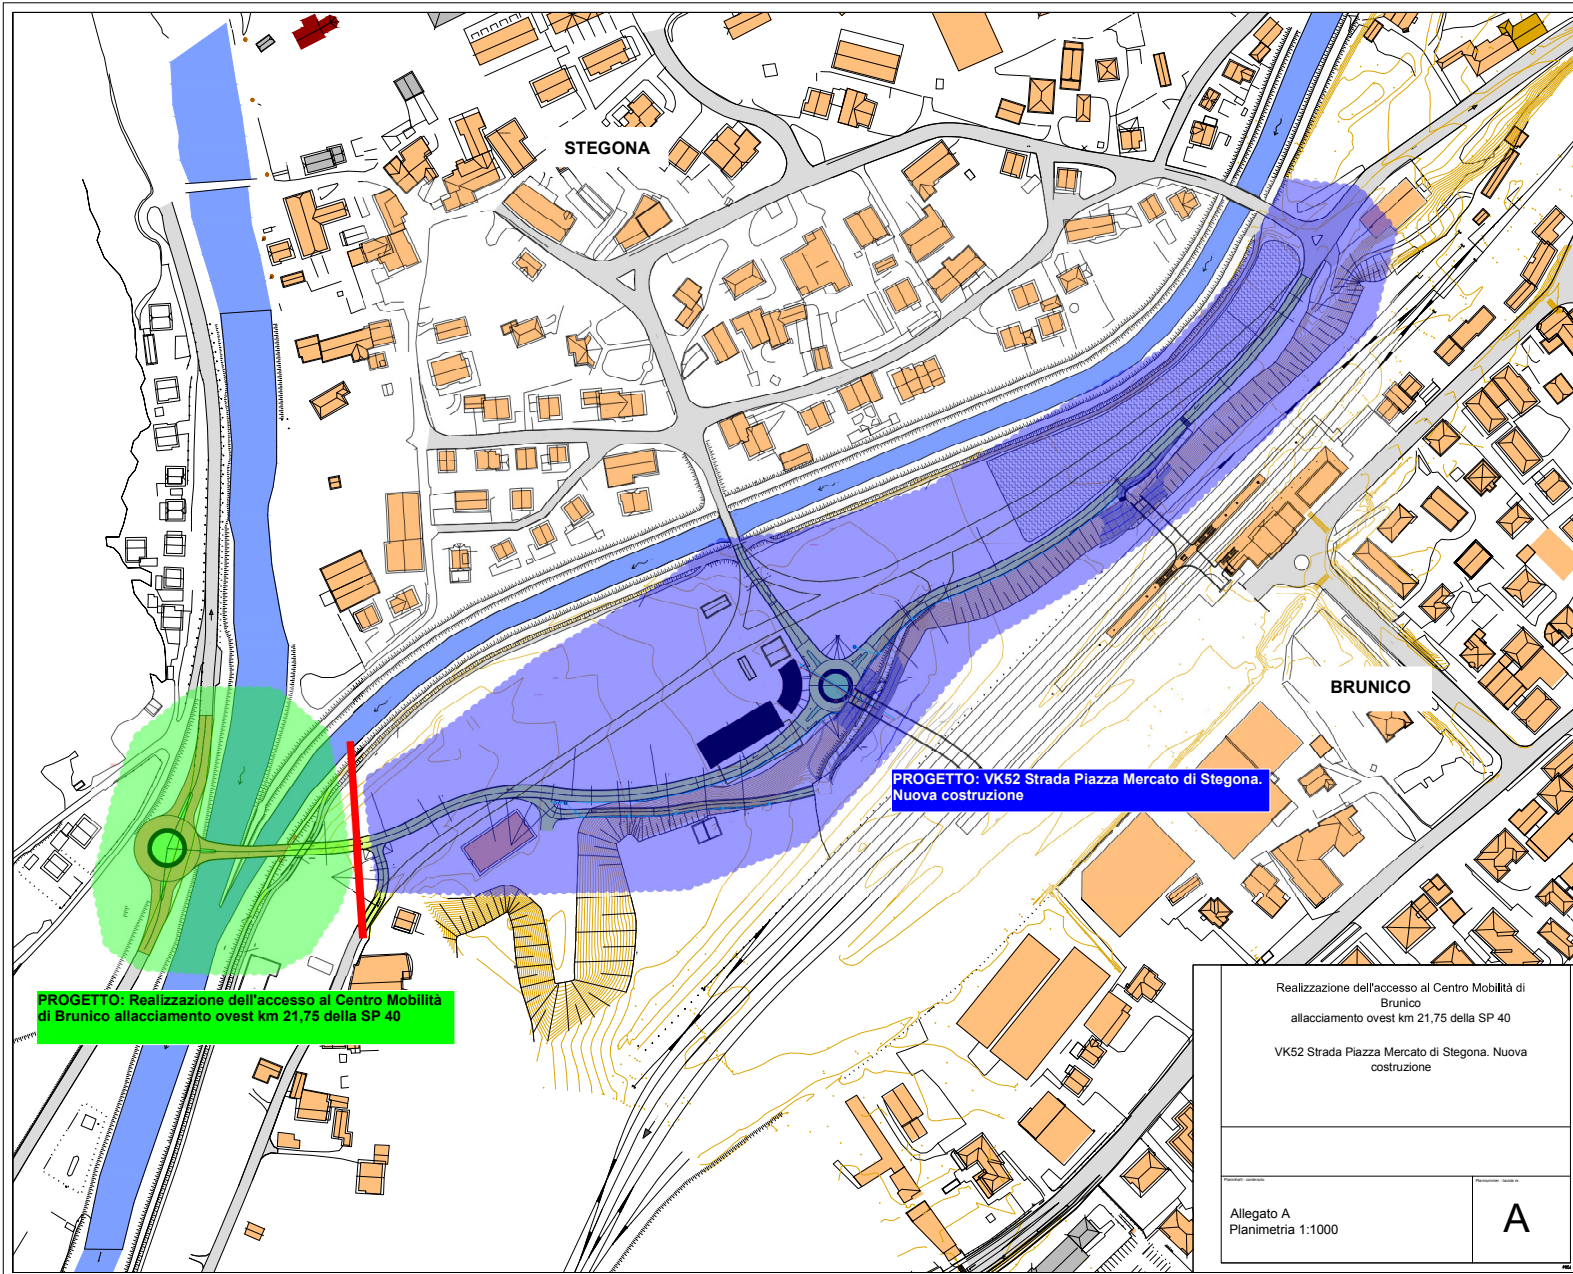 STEGONA
BRUNICO
PROGETTO: VK52 Strada Piazza Mercato di Stegona.
Nuova costruzione
PROGETTO: Realizzazione dell'accesso al Centro Mobilità
di Brunico allacciamento ovest km 21,75 della SP 40
Realizzazione dell'accesso al Centro Mobilità di
Brunico
allacciamento ovest km 21,75 della SP 40
VK52 Strada Piazza Mercato di Stegona. Nuova
costruzione
Allegato A
Planimetria 1:1000
A